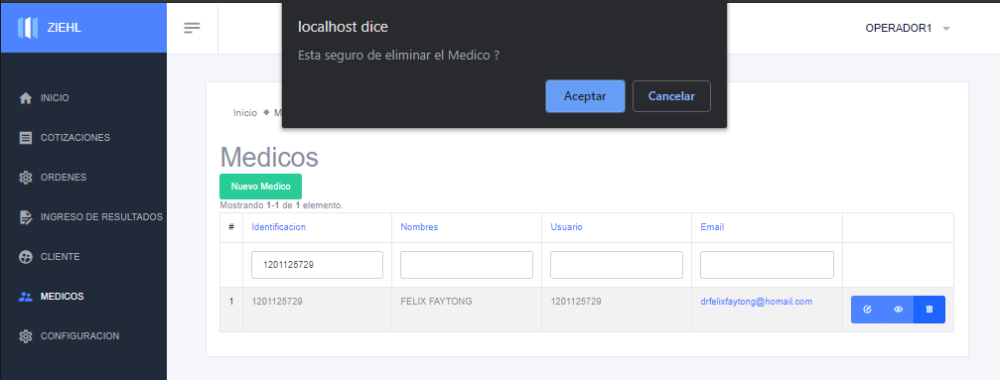 ZIEHL
localhost dice
Esta seguro de eliminar el Medico ?
Aceptar
Cancelar
OPERADOR1
INICIO
COTIZACIONES
ORDENES
INGRESO DE RESULTADOS
CLIENTE
MEDICOS
CONFIGURACION
Inicio
Medicos
Nuevo Medico
Mostrando 1-1 de 1 elemento.
# Identificacion Nombres Usuario Email
1201125729
1 1201125729 FELIX FAYTONG 1201125729 drfelixfaytong@homail.com